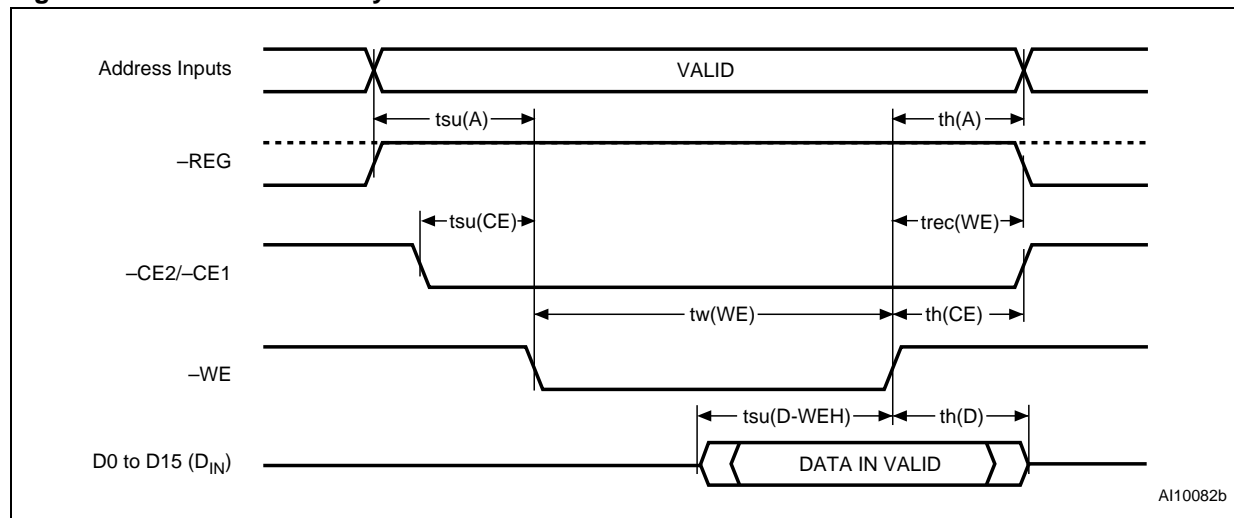 Address Inputs
VALID
tsu(A)
th(A)
–REG
tsu(CE)
trec(WE)
–CE2/–CE1
tw(WE)
th(CE)
–WE
tsu(D-WEH)
th(D)
D0 to D15 (DIN)
DATA IN VALID
AI10082b